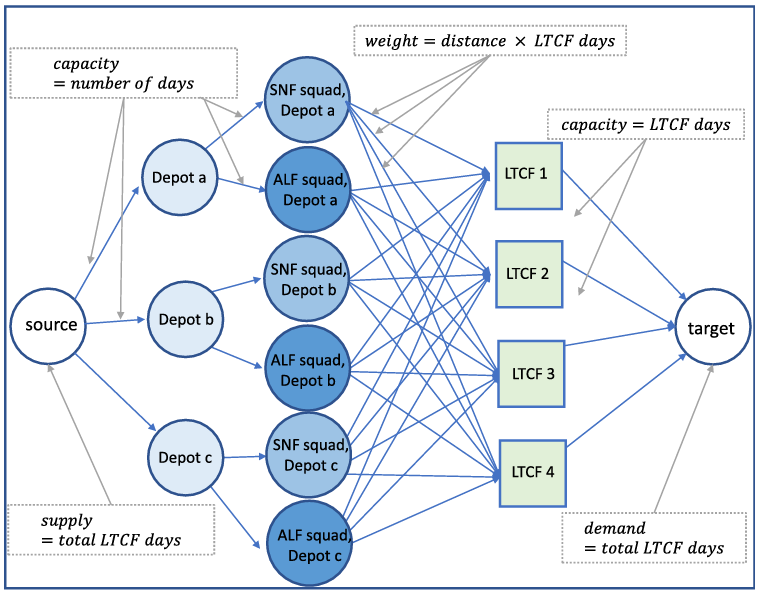 capacity
= number of days
weight = distance × LTCF days
capacity = LTCF days
SNF squad,
Depot a
Depot a
ALF squad,
Depot a
LTCF 1
SNF squad,
Depot b
LTCF 2
source
Depot b
target
ALF squad,
Depot b
LTCF 3
SNF squad,
Depot c
Depot c
LTCF 4
ALF squad,
Depot c
supply
= total LTCF days
demand
= total LTCF days